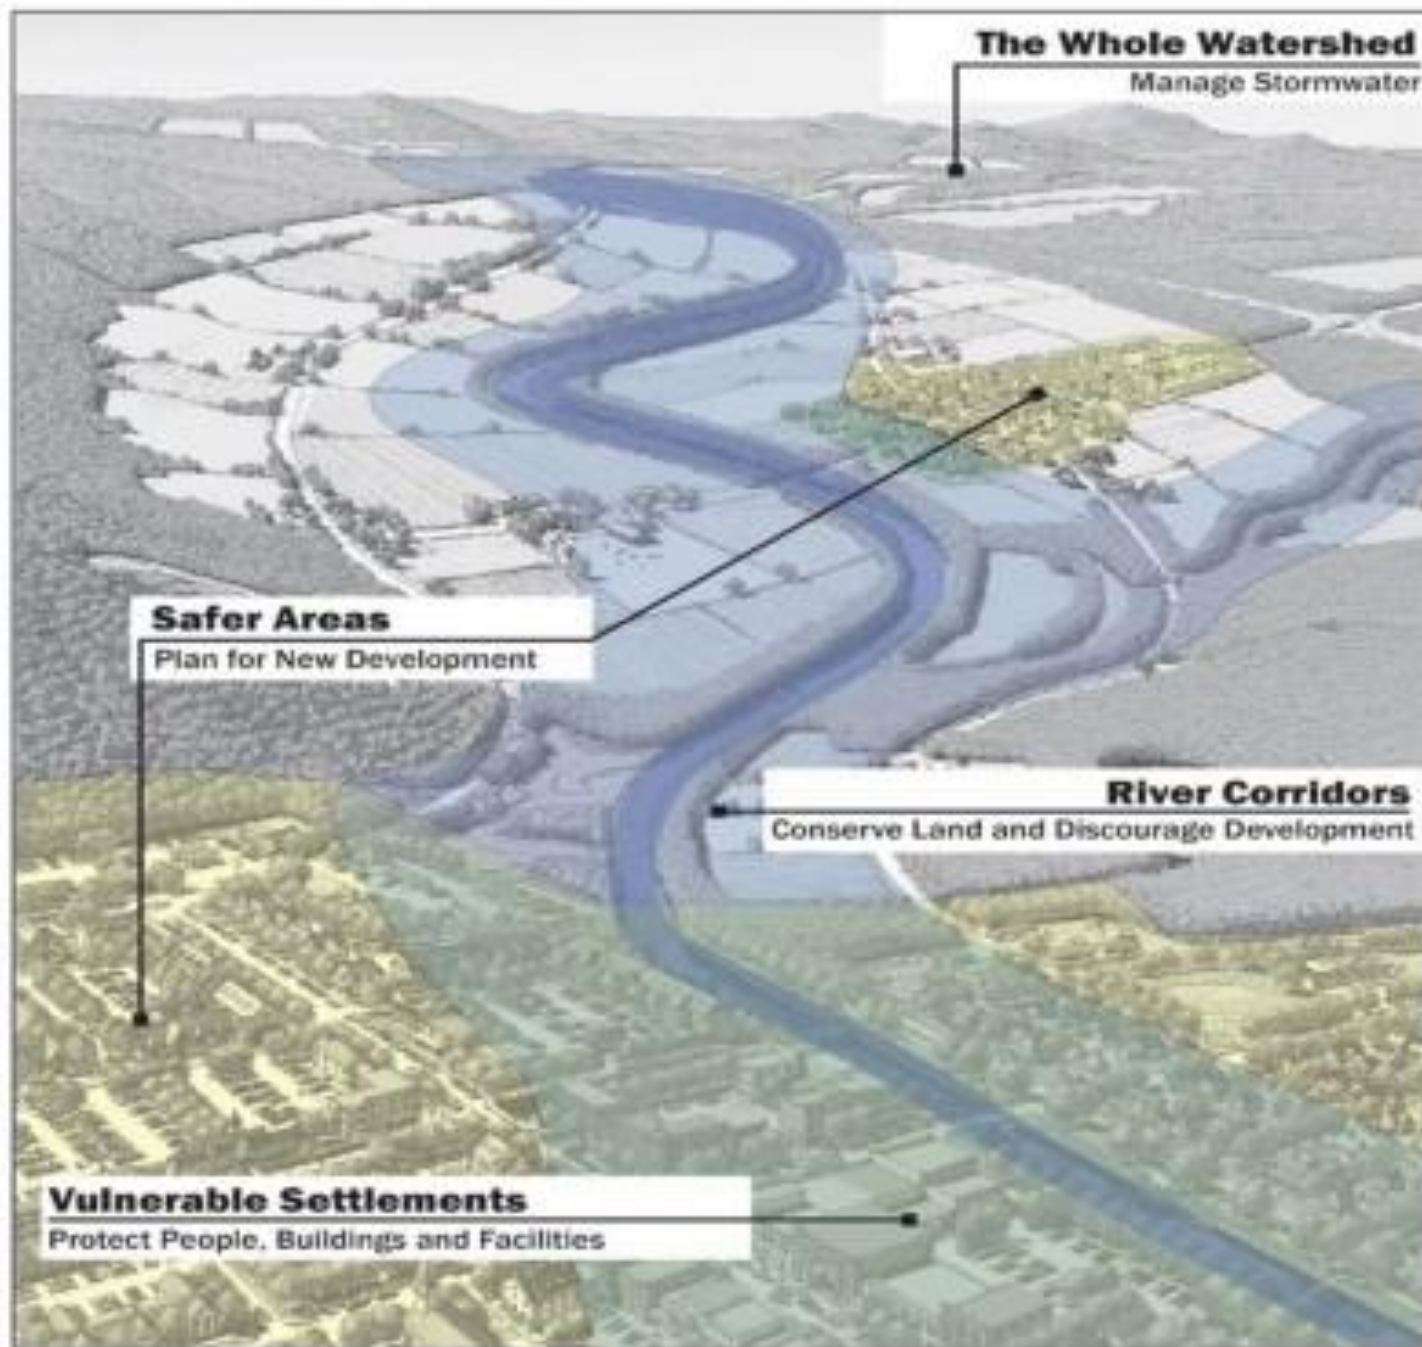 The Whole Watershed
Manage Stormwater
Safer Areas
Plan for New Development
River Corridors
Conserve Land and Discourage Development
Vulnerable Settlements
Protect People, Buildings and Facilities